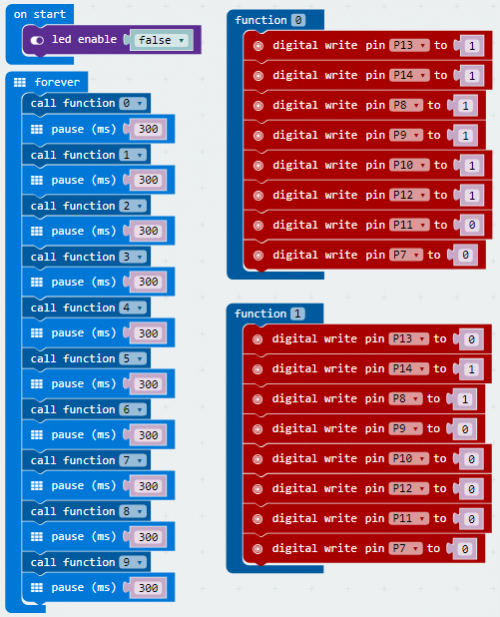 on start
led enable false
forever
call function 0
pause (ms) 300
call function 1
pause (ms) 300
call function 2
pause (ms) 300
call function 3
pause (ms) 300
call function 4
pause (ms) 300
call function 5
pause (ms) 300
call function 6
pause (ms) 300
call function 7
pause (ms) 300
call function 8
pause (ms) 300
call function 9
pause (ms) 300
function 0
digital write pin P13 to 1
digital write pin P14 to 1
digital write pin P8 to 1
digital write pin P9 to 1
digital write pin P10 to 1
digital write pin P12 to 1
digital write pin P11 to 0
digital write pin P7 to 0
function 1
digital write pin P13 to 0
digital write pin P14 to 1
digital write pin P8 to 1
digital write pin P9 to 0
digital write pin P10 to 0
digital write pin P12 to 0
digital write pin P11 to 0
digital write pin P7 to 0